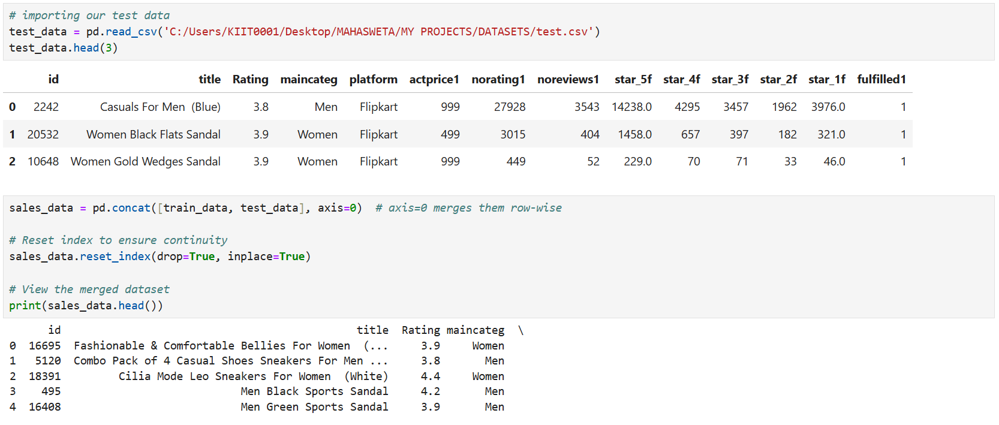 # importing our test data
test_data = pd.read_csv('C:/Users/KIIT0001/Desktop/MAHASWETA/MY PROJECTS/DATASETS/test.csv')
test_data.head(3)
id title Rating maincateg platform actprice1 norating1 noreviews1 star_5f star_4f star_3f star_2f star_1f fulfilled1
0 2242 Casuals For Men  (Blue) 3.8 Men Flipkart 999 27928 3543 14238.0 4295 3457 1962 3976.0 1
1 20532 Women Black Flats Sandal 3.9 Women Flipkart 499 3015 404 1458.0 657 397 182 321.0 1
2 10648 Women Gold Wedges Sandal 3.9 Women Flipkart 999 449 52 229.0 70 71 33 46.0 1
sales_data = pd.concat([train_data, test_data], axis=0)  # axis=0 merges them row-wise
# Reset index to ensure continuity
sales_data.reset_index(drop=True, inplace=True)
# View the merged dataset
print(sales_data.head())
id title Rating maincateg \
0 16695 Fashionable & Comfortable Bellies For Women  (... 3.9 Women
1 5120 Combo Pack of 4 Casual Shoes Sneakers For Men ... 3.8 Men
2 18391 Cilia Mode Leo Sneakers For Women  (White) 4.4 Women
3 495 Men Black Sports Sandal 4.2 Men
4 16408 Men Green Sports Sandal 3.9 Men